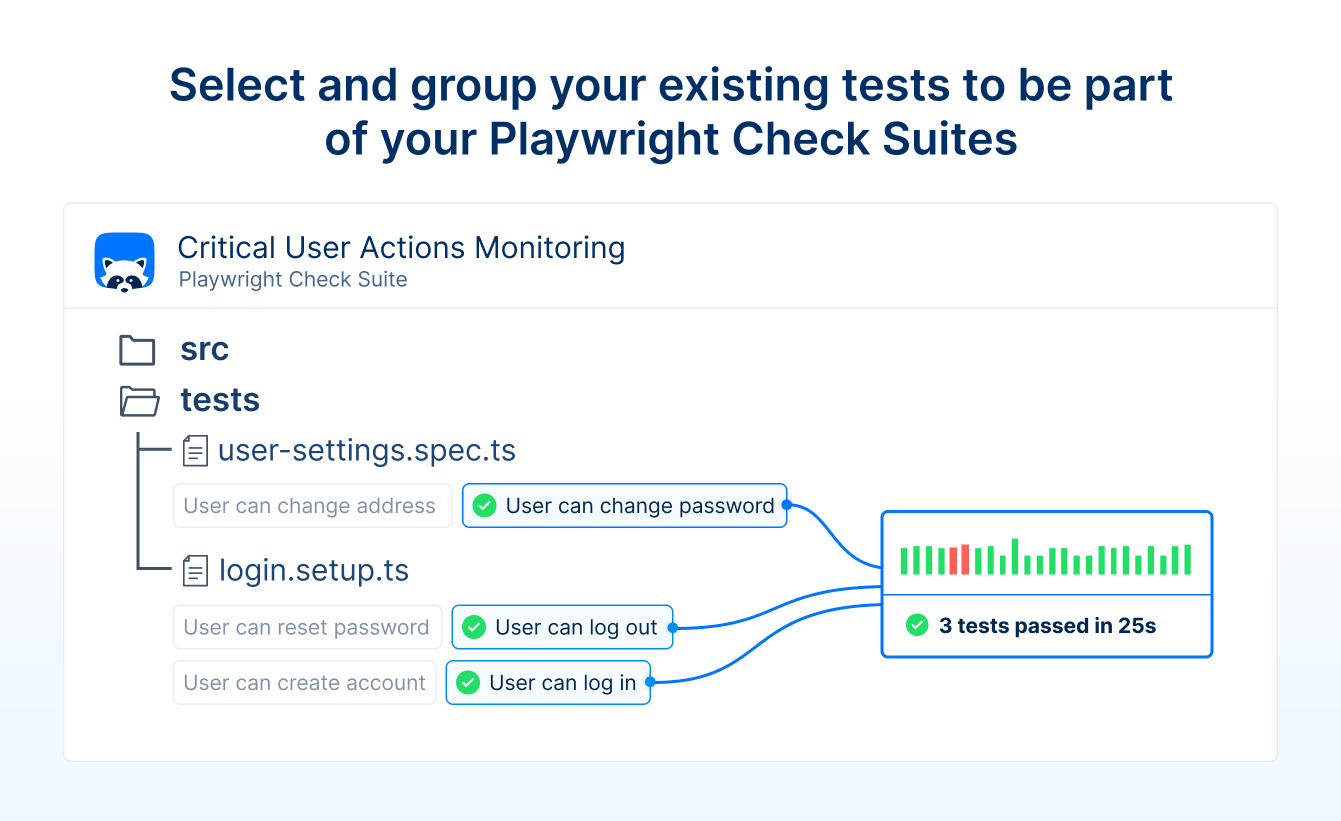 Select and group your existing tests to be part
of your Playwright Check Suites
Critical User Actions Monitoring
Playwright Check Suite
src
tests
user-settings.spec.ts
User can change address
User can change password
login.setup.ts
User can reset password
User can log out
3 tests passed in 25s
User can create account
User can log in